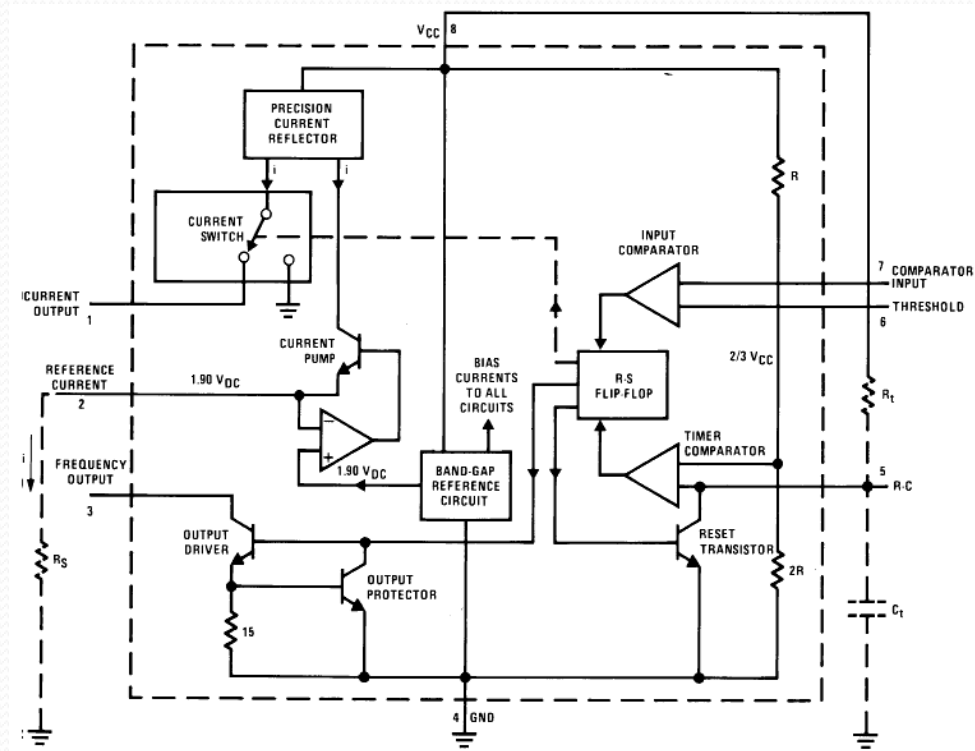 VCC 8
PRECISION
CURRENT
REFLECTOR
i i
R
CURRENT
SWITCH
INPUT
COMPARATOR
7 COMPARATOR
INPUT
CURRENT
OUTPUT
1
THRESHOLD
6
CURRENT
PUMP
2/3 VCC
BIAS
CURRENTS
TO ALL
CIRCUITS
R-S
FLIP-FLOP
REFERENCE
CURRENT
2
1.90 VDC
Rt
−
+
TIMER
COMPARATOR
i
FREQUENCY
OUTPUT
3
1.90 VDC
BAND-GAP
REFERENCE
CIRCUIT
5
R-C
OUTPUT
DRIVER
RESET
TRANSISTOR
RS
OUTPUT
PROTECTOR
2R
Ct
15
4 GND